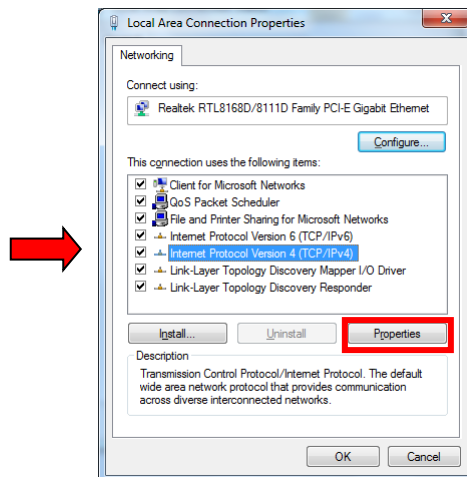 Local Area Connection Properties
Networking
Connect using:
Realtek RTL8168D/8111D Family PCI-E Gigabit Ethernet
Configure...
This connection uses the following items:
Client for Microsoft Networks
QoS Packet Scheduler
File and Printer Sharing for Microsoft Networks
Internet Protocol Version 6 (TCP/IPv6)
Internet Protocol Version 4 (TCP/IPv4)
Link-Layer Topology Discovery Mapper I/O Driver
Link-Layer Topology Discovery Responder
Install... Uninstall Properties
Description
Transmission Control Protocol/Internet Protocol. The default
wide area network protocol that provides communication
across diverse interconnected networks.
OK Cancel